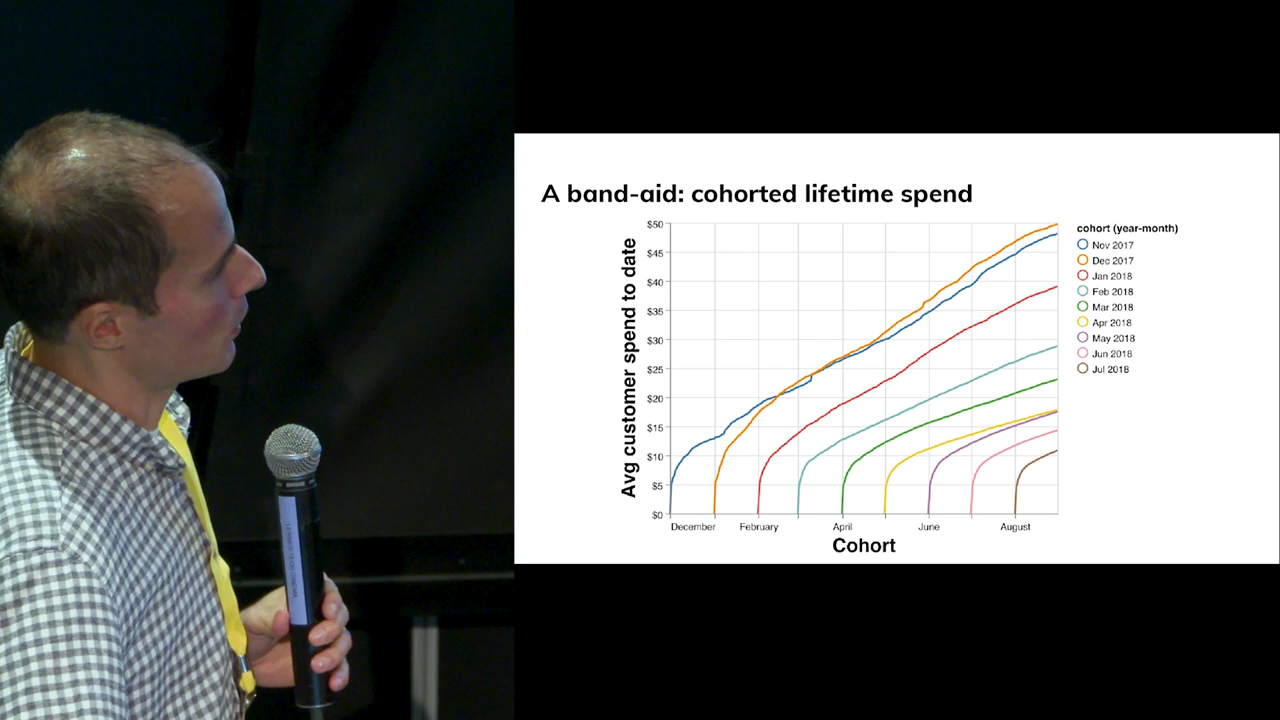 A band-aid: cohorted lifetime spend
Avg customer spend to date
$50
$45
$40
$35
$30
$25
$20
$15
$10
$5
$0
December February April June August
Cohort
cohort (year-month)
Nov 2017
Dec 2017
Jan 2018
Feb 2018
Mar 2018
Apr 2018
May 2018
Jun 2018
Jul 2018